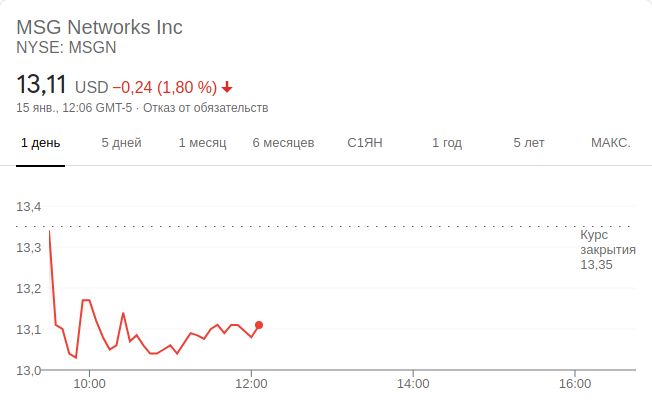 MSG Networks Inc
NYSE: MSGN
13,11 USD −0,24 (1,80 %)
15 янв., 12:06 GMT-5 · Отказ от обязательств
1 день 5 дней 1 месяц 6 месяцев С1ЯН 1 год 5 лет МАКС.
13,4
Курс
закрытия
13,35
13,3
13,2
13,1
13,0
10:00 12:00 14:00 16:00